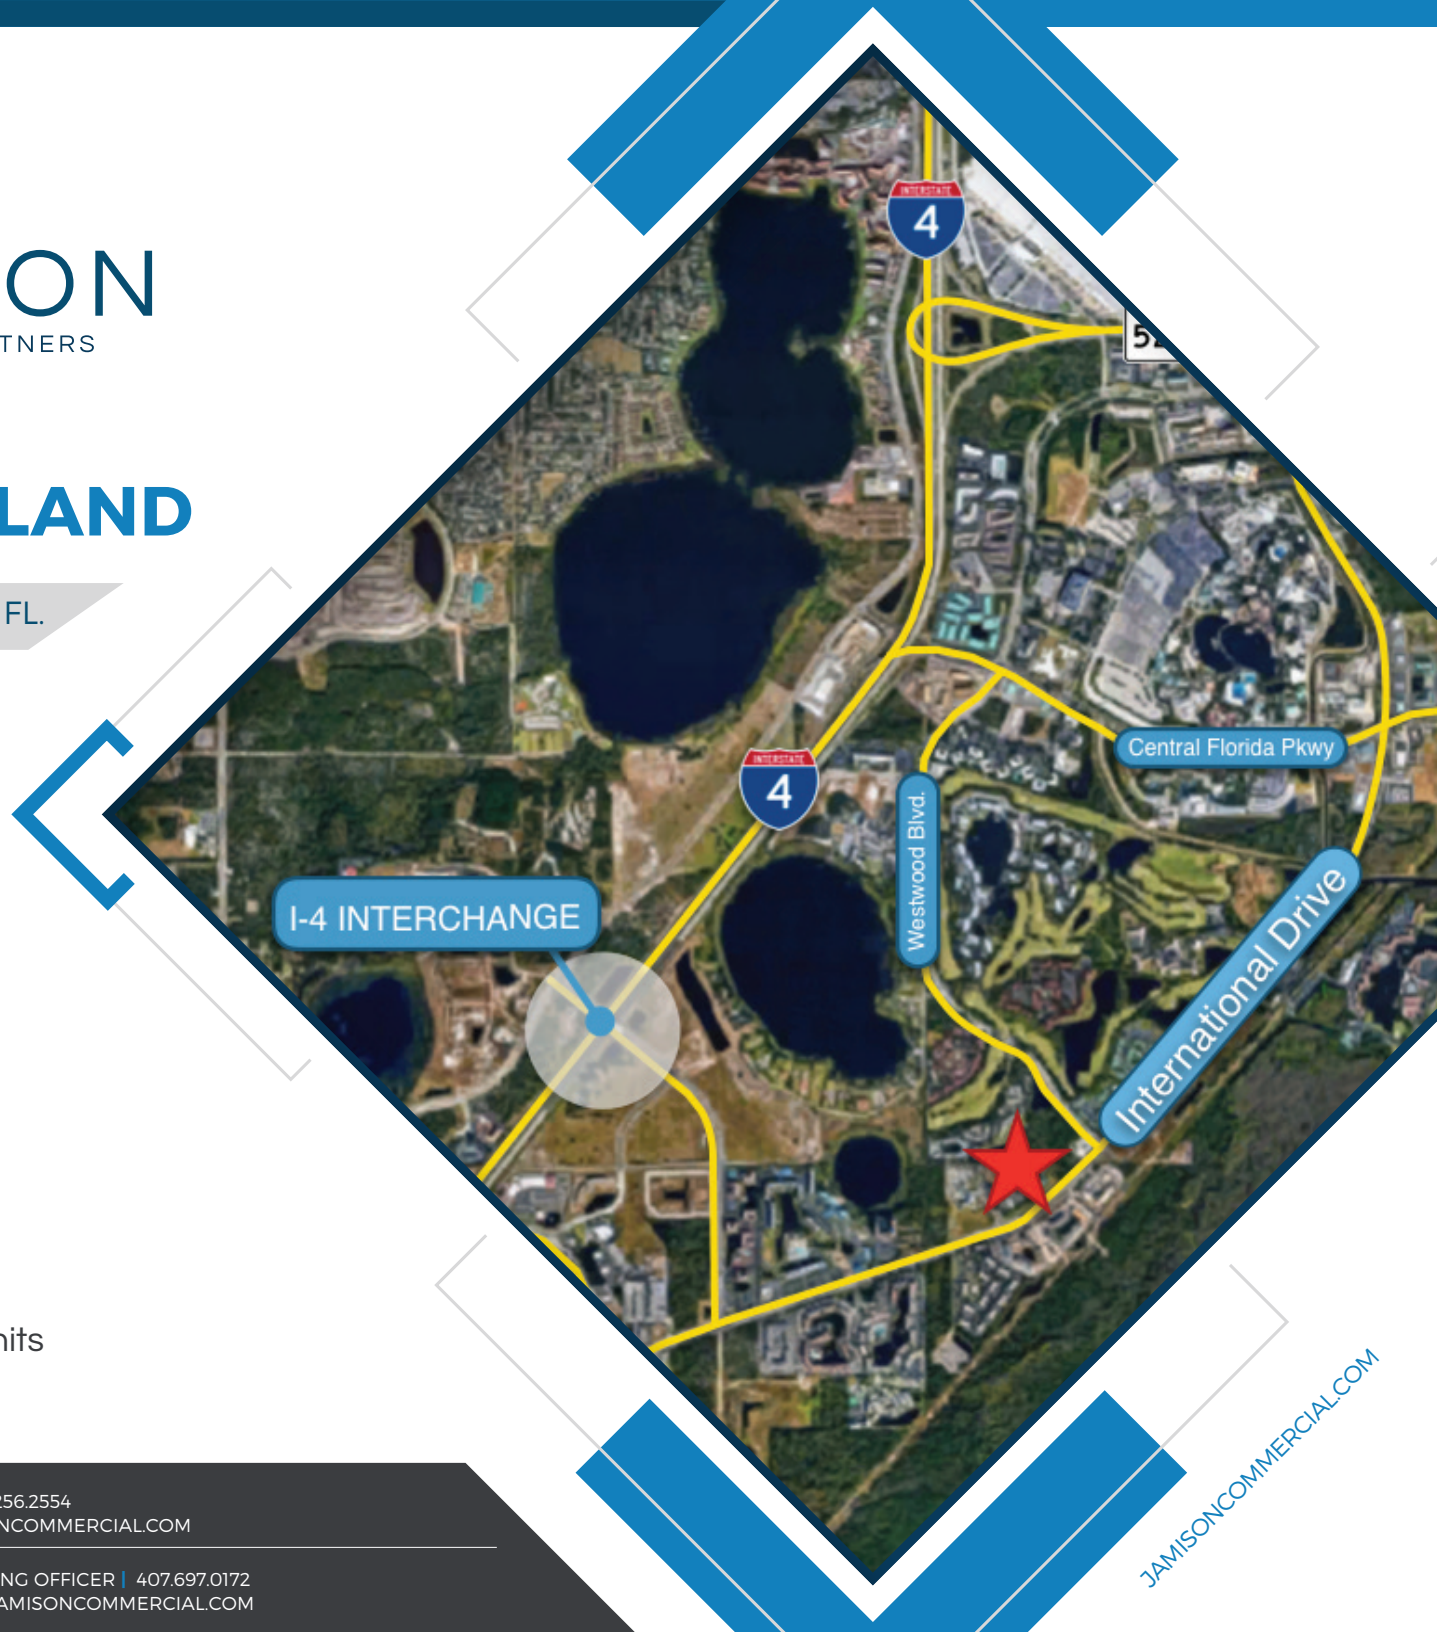 ON
TNERS
LAND
FL.
INTERSTATE
4
52
Central Florida Pkwy
INTERSTATE
4
Westwood Blvd.
International Drive
I-4 INTERCHANGE
nits
256.2554
NCOMMERCIAL.COM
NG OFFICER | 407.697.0172
AMISONCOMMERCIAL.COM
JAMISONCOMMERCIAL.COM